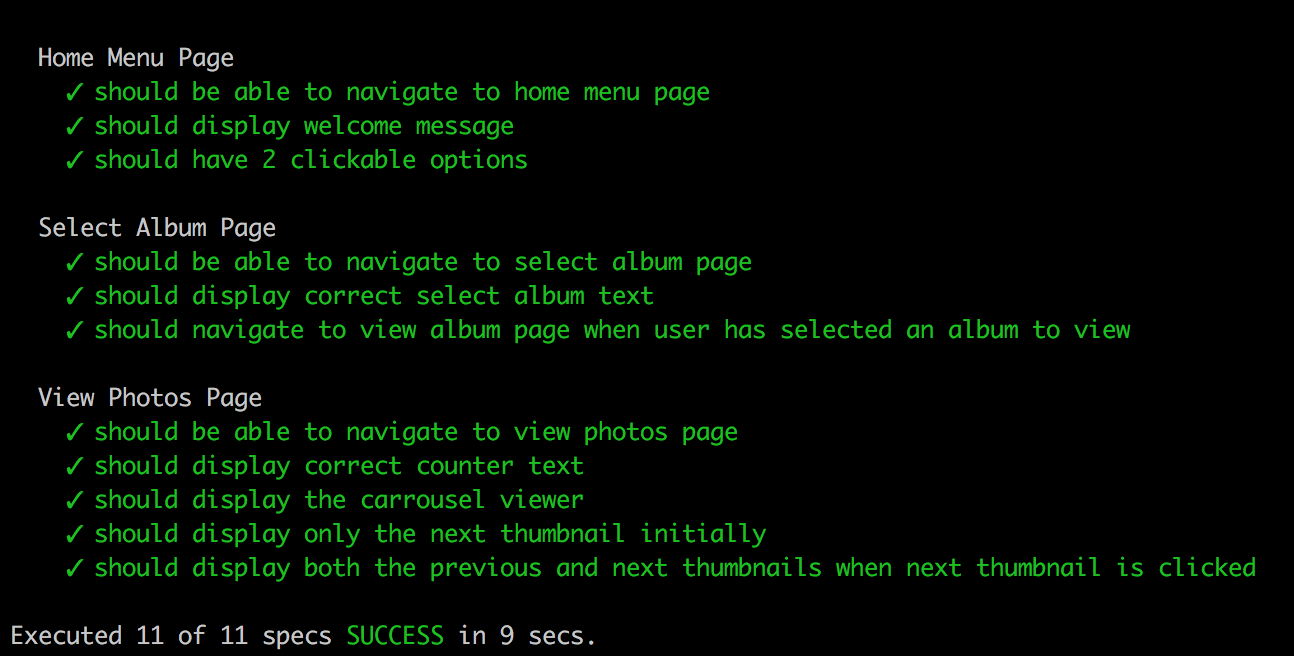 Home Menu Page
✓ should be able to navigate to home menu page
✓ should display welcome message
✓ should have 2 clickable options
Select Album Page
✓ should be able to navigate to select album page
✓ should display correct select album text
✓ should navigate to view album page when user has selected an album to view
View Photos Page
✓ should be able to navigate to view photos page
✓ should display correct counter text
✓ should display the carrousel viewer
✓ should display only the next thumbnail initially
✓ should display both the previous and next thumbnails when next thumbnail is clicked
Executed 11 of 11 specs SUCCESS in 9 secs.